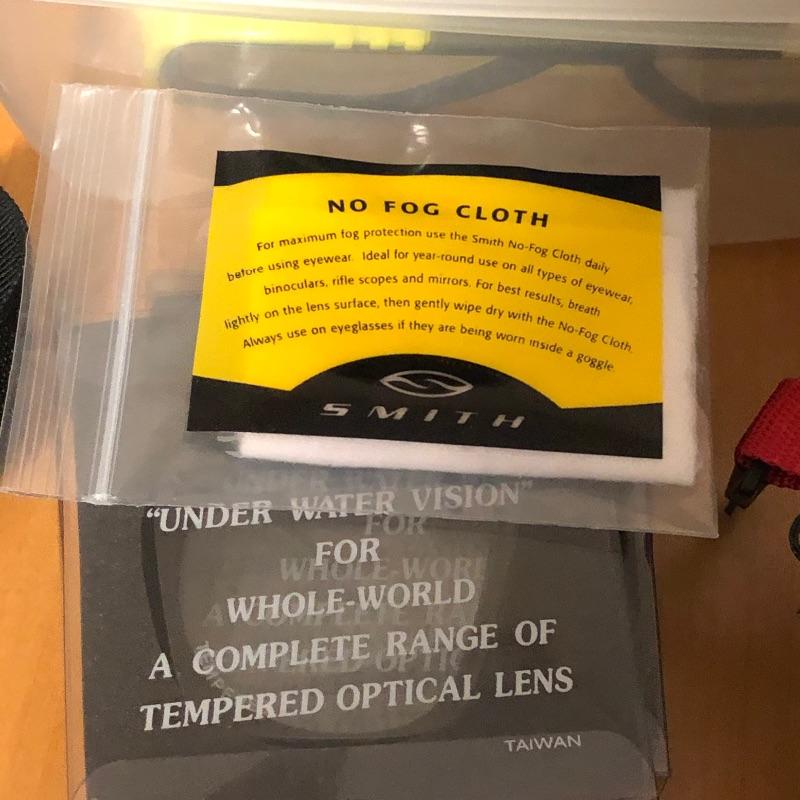 NO FOG CLOTH
For maximum fog protection use the Smith No-Fog Cloth daily
before using eyewear. Ideal for year-round use on all types of eyewear,
binoculars, rifle scopes and mirrors. For best results, breath
lightly on the lens surface, then gently wipe dry with the No-Fog Cloth.
Always use on eyeglasses if they are being worn inside a goggle.
SMITH
"UNDER WATER VISION"
FOR
WHOLE-WORLD
A COMPLETE RANGE OF
TEMPERED OPTICAL LENS
TAIWAN